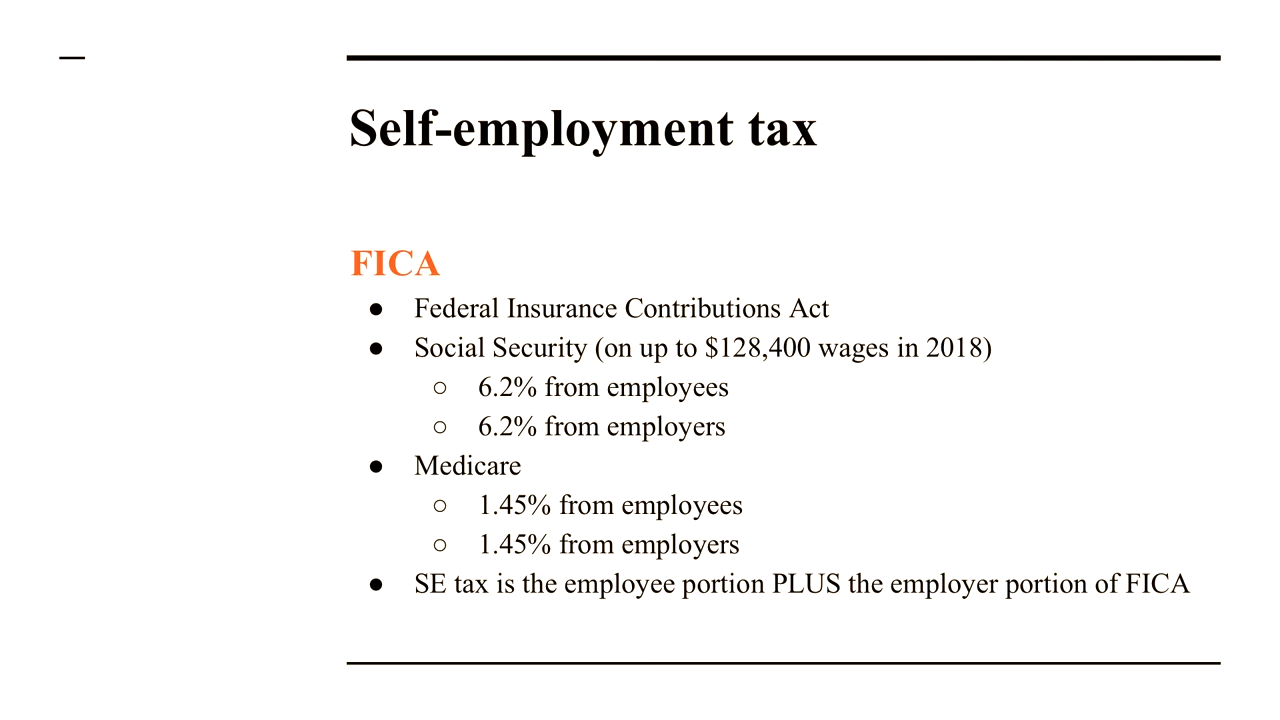 Self-employment tax
FICA
● Federal Insurance Contributions Act
● Social Security (on up to $128,400 wages in 2018)
○ 6.2% from employees
○ 6.2% from employers
● Medicare
○ 1.45% from employees
○ 1.45% from employers
● SE tax is the employee portion PLUS the employer portion of FICA